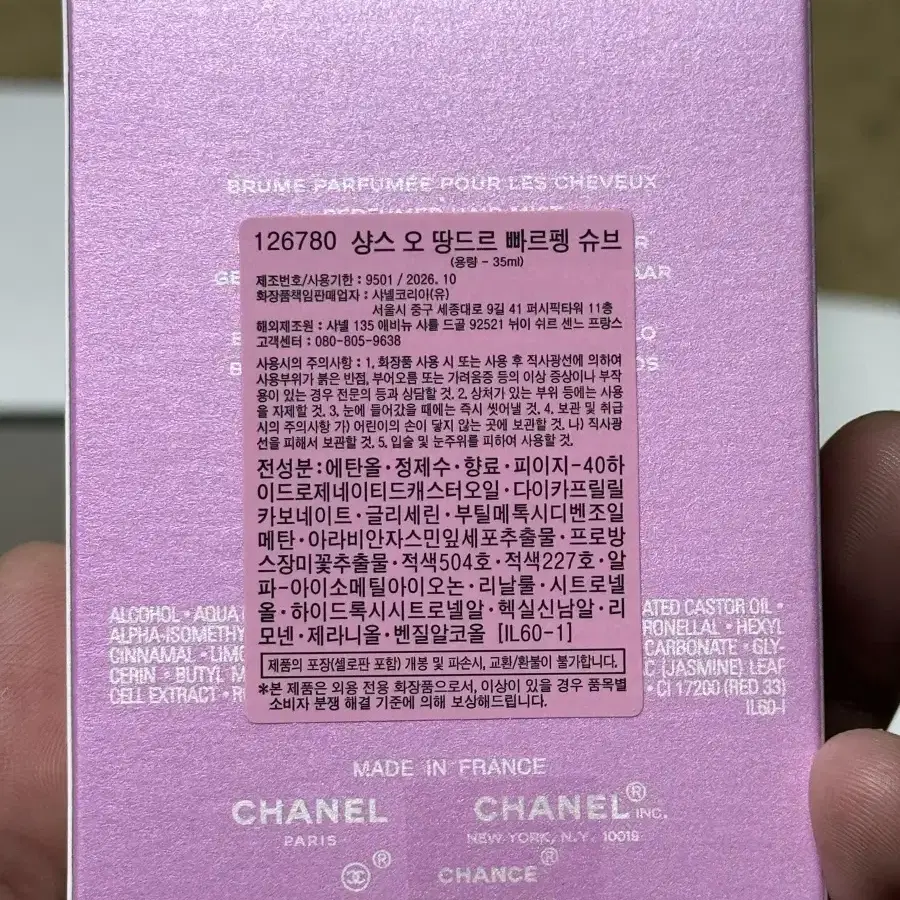 BRUME PARFUMÉE POUR LES CHEVEUX
126780 샹스 오 땅드르 빠르펭 슈브
(용량 - 35ml)
제조번호/사용기한 : 9501 / 2026. 10
화장품책임판매업자 : 샤넬코리아(유)
서울시 중구 세종대로 9길 41 퍼시픽타워 11층
해외제조원 : 샤넬 135 애비뉴 샤를 드골 92521 뉘이 쉬르 센느 프랑스
고객센터 : 080-805-9638
사용시의 주의사항 : 1, 화장품 사용 시 또는 사용 후 직사광선에 의하여
사용부위가 붉은 반점, 부어오름 또는 가려움증 등의 이상 증상이나 부작
용이 있는 경우 전문의 등과 상담할 것. 2, 상처가 있는 부위 등에는 사용
을 자제할 것. 3, 눈에 들어갔을 때에는 즉시 씻어낼 것. 4. 보관 및 취급
시의 주의사항 가) 어린이의 손이 닿지 않는 곳에 보관할 것, 나) 직사광
선을 피해서 보관할 것. 5. 입술 및 눈주위를 피하여 사용할 것.
전성분:에탄올·정제수·향료·피이지-40하
이드로제네이티드캐스터오일·다이카프릴릴
카보네이트·글리세린·부틸메톡시디벤조일
메탄·아라비안자스민잎세포추출물·프로방
스장미꽃추출물·적색504호·적색227호·알
파-아이소메틸아이오논·리날룰·시트로넬
올·하이드록시시트로넬알·헥실신남알·리
모넨·제라니올·벤질알코올 [IL60-1]
제품의 포장(셀로판 포함) 개봉 및 파손시, 교환/환불이 불가합니다.
*본 제품은 외용 전용 화장품으로서, 이상이 있을 경우 품목별
소비자 분쟁 해결 기준에 의해 보상해드립니다.
ALCOHOL • AQUA ATED CASTOR OIL •
ALPHA-ISOMETHY RONELLAL • HEXYL
CINNAMAL • LIMO CARBONATE • GLY-
CERIN • BUTYL M C (JASMINE) LEAF
CELL EXTRACT • R • CI 17200 (RED 33)
IL60-I
MADE IN FRANCE
CHANEL CHANEL® INC.
PARIS NEW YORK, N.Y. 10019
® CHANCE®